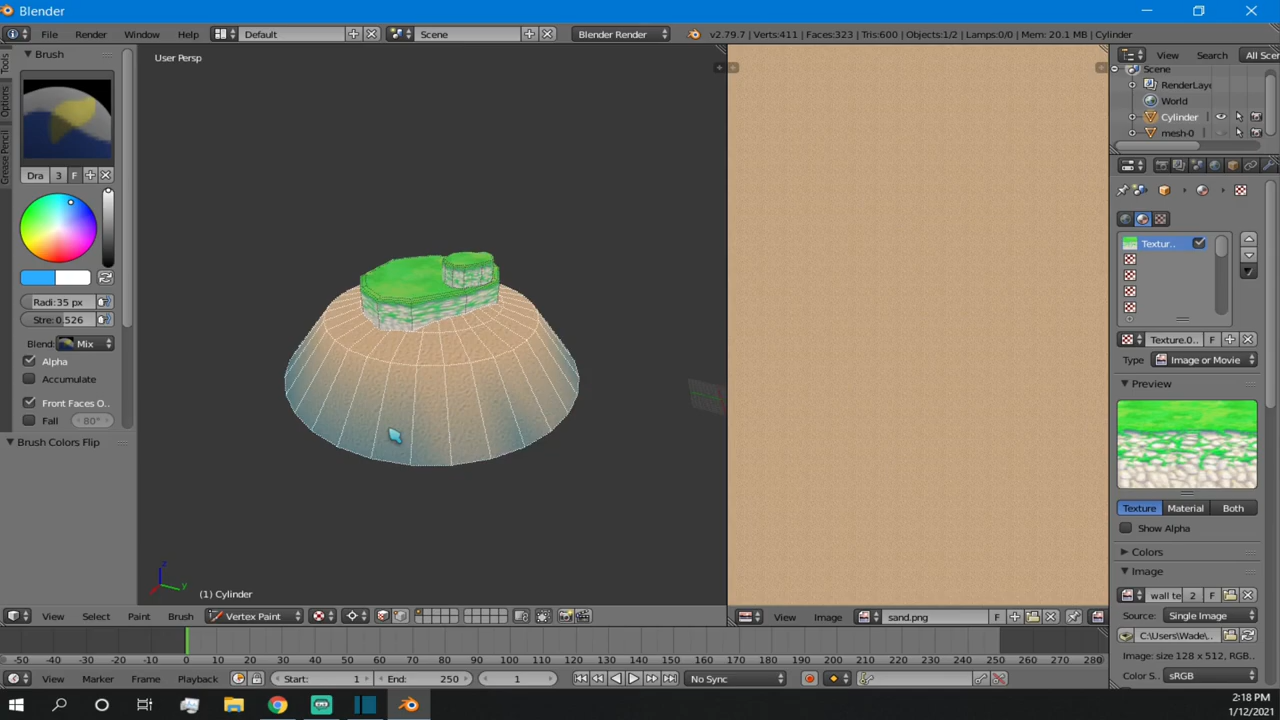 Blender
File Render Window Help Default Scene Blender Render v2.79.7 | Verts:411 | Faces:323 | Tris:600 | Objects:1/2 | Lamps:0/0 | Mem: 20.1 MB | Cylinder
Tools
Options
Grease Pencil
Brush
Dra 3 F
Radi: 35 px
Stre: 0.526
Blend: Mix
Alpha
Accumulate
Front Faces O..
Fall 80°
Brush Colors Flip
User Persp
z
y
(1) Cylinder
View Select Paint Brush Vertex Paint
View Image sand.png F
View Search All Scen
Scene
RenderLaye
World
Cylinder
mesh-0
Textur..
Texture.0.. F
Type Image or Movie
Preview
Texture Material Both
Show Alpha
Colors
Image
wall te 2 F
Source: Single Image
C:\Users\Wade\...
Image: size 128 x 512, RGB..
Color S.. sRGB
-50 -40 -30 -20 -10 0 10 20 30 40 50 60 70 80 90 100 110 120 130 140 150 160 170 180 190 200 210 220 230 240 250 260 270 280
View Marker Frame Playback Start: 1 End: 250 1 No Sync
2:18 PM
1/12/2021